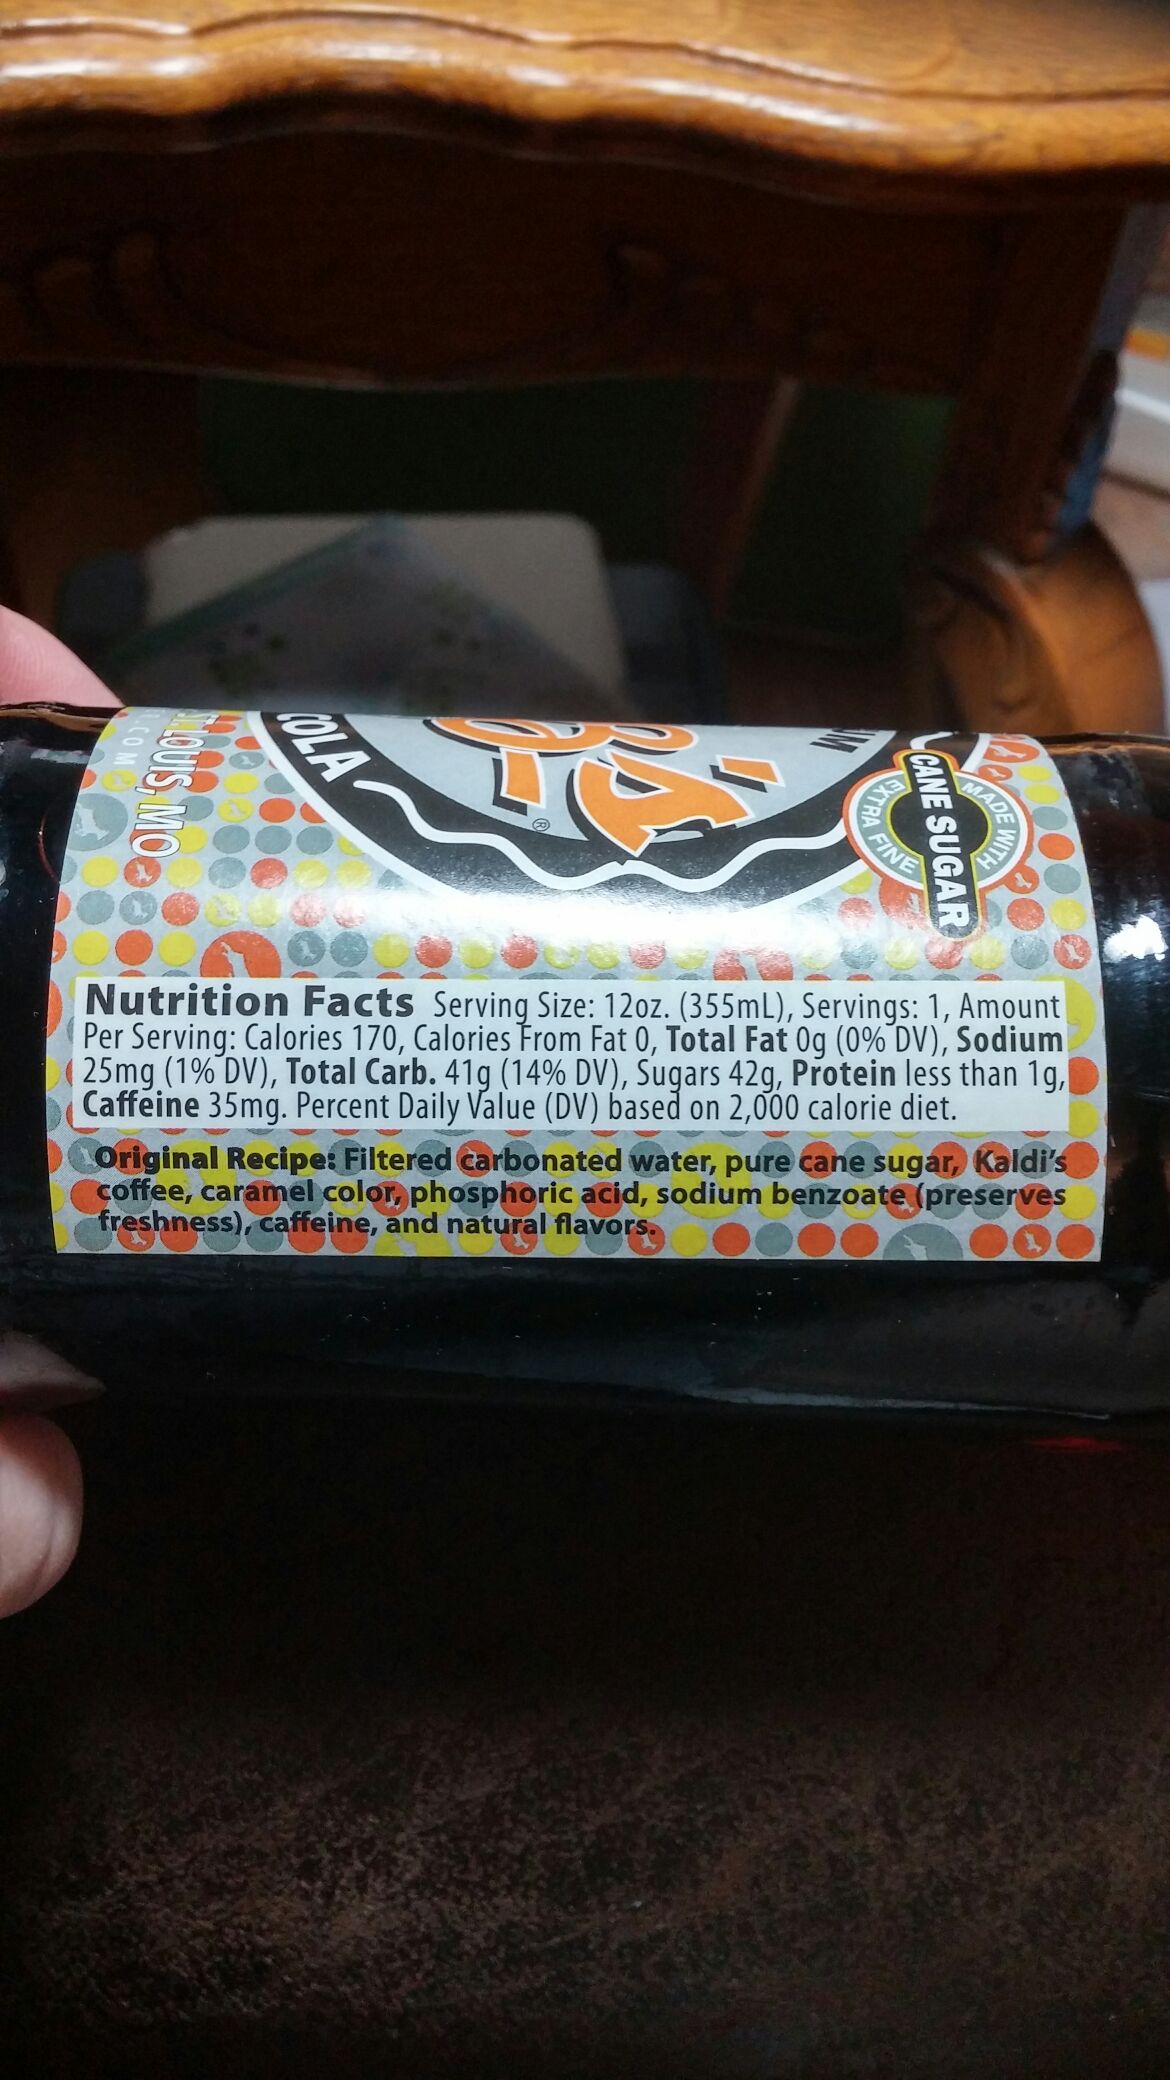 ST. LOUIS, MO
COM
COLA
®
CANE SUGAR
MADE WITH
EXTRA FINE
Nutrition Facts Serving Size: 12oz. (355mL), Servings: 1, Amount
Per Serving: Calories 170, Calories From Fat 0, Total Fat 0g (0% DV), Sodium
25mg (1% DV), Total Carb. 41g (14% DV), Sugars 42g, Protein less than 1g,
Caffeine 35mg. Percent Daily Value (DV) based on 2,000 calorie diet.
Original Recipe: Filtered carbonated water, pure cane sugar, Kaldi's
coffee, caramel color, phosphoric acid, sodium benzoate (preserves
freshness), caffeine, and natural flavors.